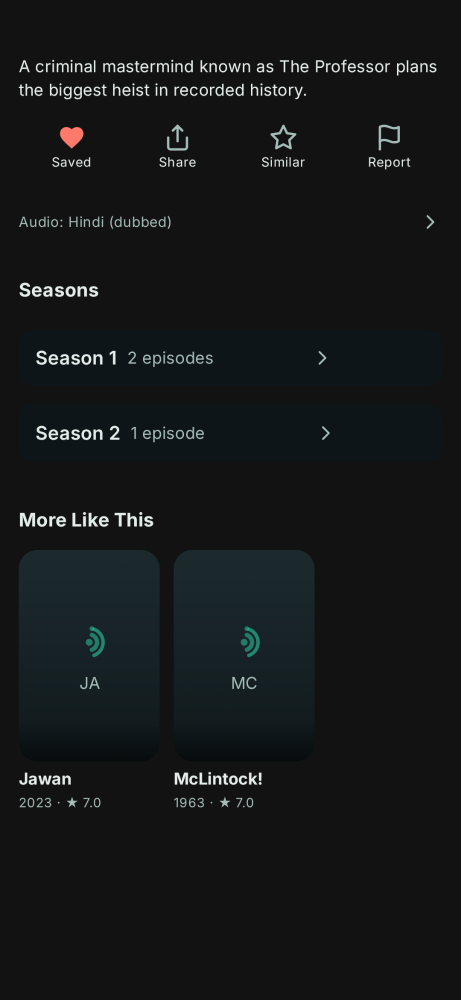 A criminal mastermind known as The Professor plans
the biggest heist in recorded history.
Saved
Share
Similar
Report
Audio: Hindi (dubbed)
Seasons
Season 1 2 episodes
Season 2 1 episode
More Like This
JA
MC
Jawan
McLintock!
2023 · ★ 7.0
1963 · ★ 7.0